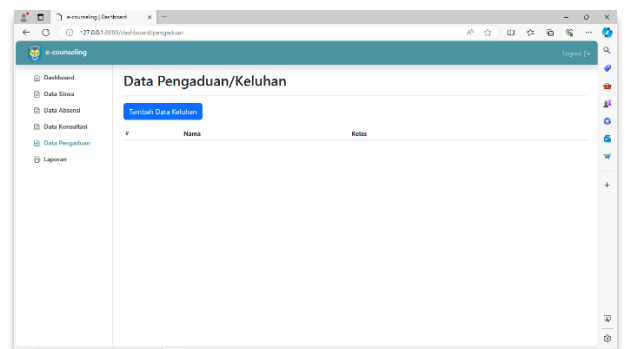 e-counseling | Dashboard
127.0.0.1:8000/dashboard/pengaduan
e-counseling
Logout
Dashboard
Data Siswa
Data Absensi
Data Konsultasi
Data Pengaduan
Laporan
Data Pengaduan/Keluhan
Tambah Data Keluhan
# Nama Kelas